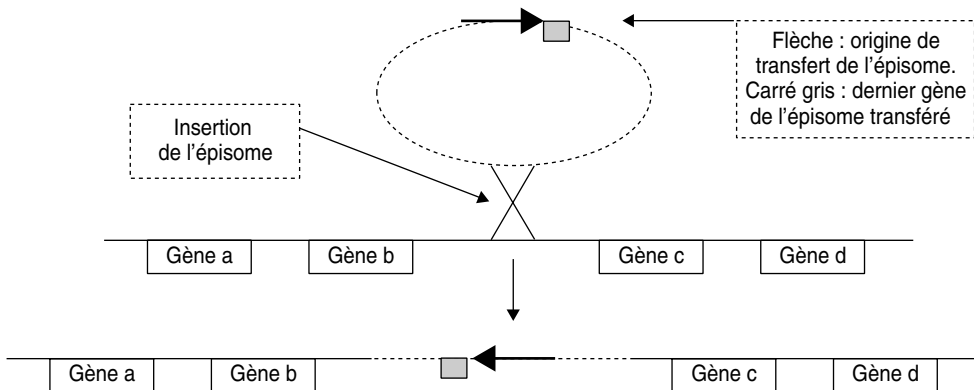 Flèche : origine de
transfert de l'épisome.
Carré gris : dernier gène
de l'épisome transféré
Insertion
de l'épisome
Gène a
Gène b
Gène c
Gène d
Gène a
Gène b
Gène c
Gène d